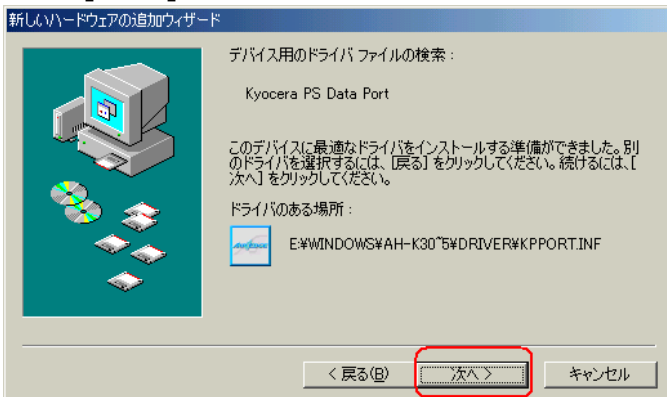 新しいハードウェアの追加ウィザード
デバイス用のドライバ ファイルの検索：
Kyocera PS Data Port
このデバイスに最適なドライバをインストールする準備ができました。別
のドライバを選択するには、[戻る] をクリックしてください。続けるには、[
次へ] をクリックしてください。
ドライバのある場所：
E:¥WINDOWS¥AH-K30~5¥DRIVER¥KPPORT.INF
< 戻る(B)
次へ >
キャンセル